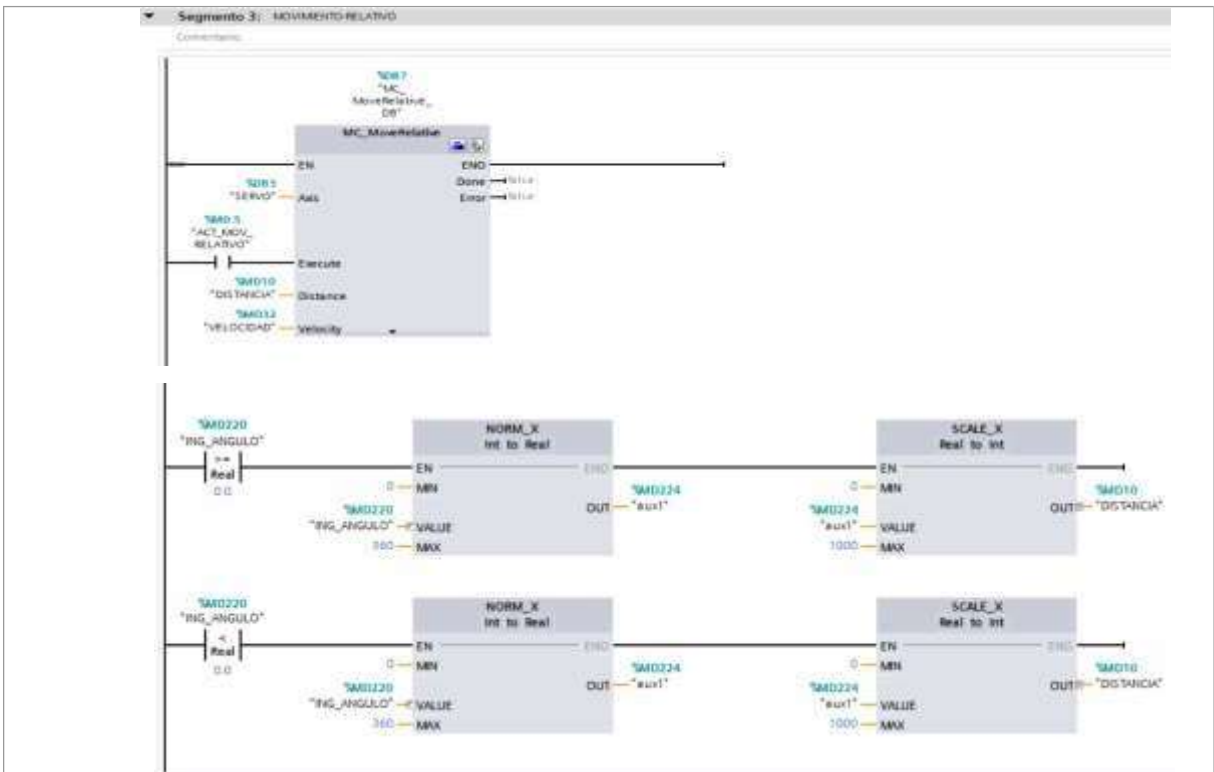 Segmento 3: MOVIMIENTO RELATIVO
Comentario
%DB7
"MC_
MoveRelative_
DB"
MC_MoveRelative
EN ENO
Done false
%DB3
"SERVO" Axis Error false
"ACT_MOV_
RELATIVO"
Execute
%MD10
"DISTANCIA" Distance
"VELOCIDAD" Velocity
%MD220 NORM_X SCALE_X
"ING_ANGULO" Int to Real Real to Int
>=
Real EN ENO EN ENO
0.0 0 MIN %MD224 0 MIN %MD10
%MD220 OUT "aux1" %MD224 OUT "DISTANCIA"
"ING_ANGULO" VALUE "aux1" VALUE
360 MAX 1000 MAX
%MD220 NORM_X SCALE_X
"ING_ANGULO" Int to Real Real to Int
<
Real EN ENO EN ENO
0.0 0 MIN %MD224 0 MIN %MD10
%MD220 OUT "aux1" %MD224 OUT "DISTANCIA"
"ING_ANGULO" VALUE "aux1" VALUE
360 MAX 1000 MAX